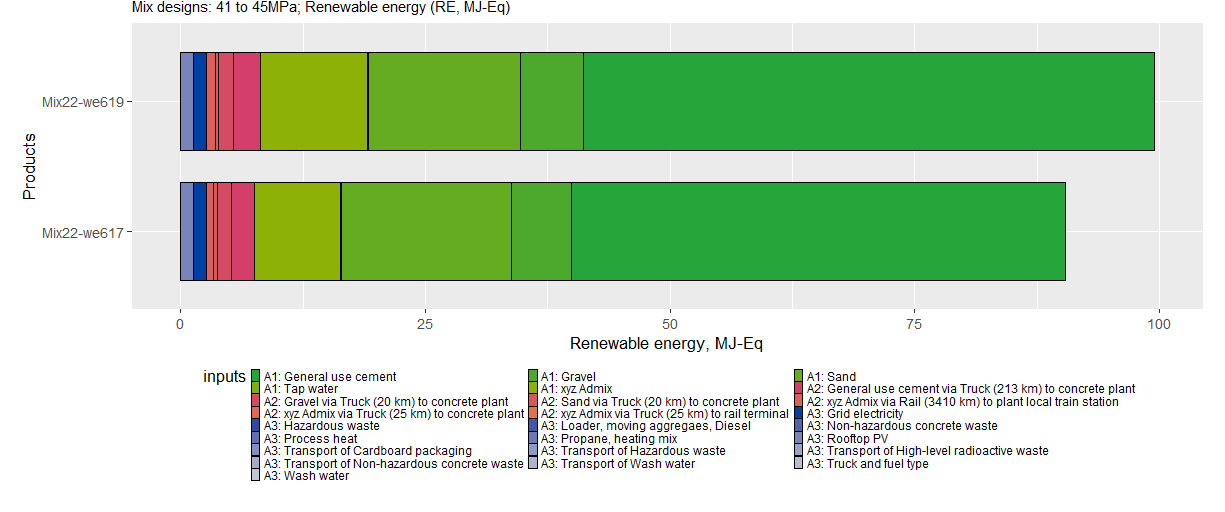 Mix designs: 41 to 45MPa; Renewable energy (RE, MJ-Eq)
Products
Mix22-we619
Mix22-we617
0 25 50 75 100
Renewable energy, MJ-Eq
inputs
A1: General use cement A1: Gravel A1: Sand
A1: Tap water A1: xyz Admix A2: General use cement via Truck (213 km) to concrete plant
A2: Gravel via Truck (20 km) to concrete plant A2: Sand via Truck (20 km) to concrete plant A2: xyz Admix via Rail (3410 km) to plant local train station
A2: xyz Admix via Truck (25 km) to concrete plant A2: xyz Admix via Truck (25 km) to rail terminal A3: Grid electricity
A3: Hazardous waste A3: Loader, moving aggregaes, Diesel A3: Non-hazardous concrete waste
A3: Process heat A3: Propane, heating mix A3: Rooftop PV
A3: Transport of Cardboard packaging A3: Transport of Hazardous waste A3: Transport of High-level radioactive waste
A3: Transport of Non-hazardous concrete waste A3: Transport of Wash water A3: Truck and fuel type
A3: Wash water